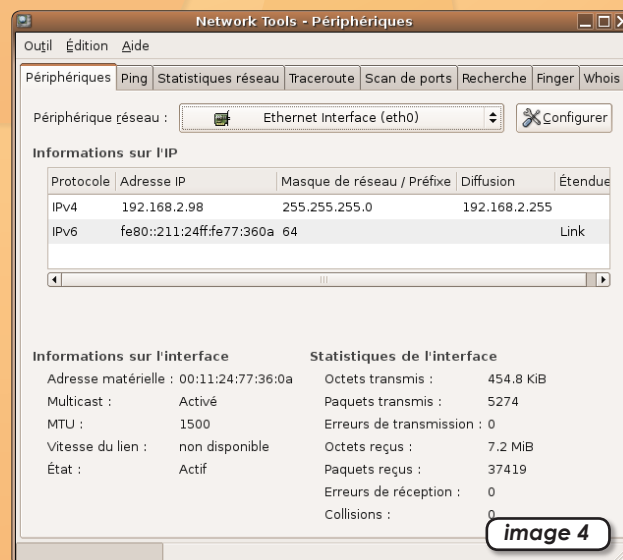 Network Tools - Périphériques
Outil Édition Aide
Périphériques Ping Statistiques réseau Traceroute Scan de ports Recherche Finger Whois
Périphérique réseau : Ethernet Interface (eth0) Configurer
Informations sur l'IP
Protocole Adresse IP Masque de réseau / Préfixe Diffusion Étendue
IPv4 192.168.2.98 255.255.255.0 192.168.2.255
IPv6 fe80::211:24ff:fe77:360a 64 Link
Informations sur l'interface
Adresse matérielle : 00:11:24:77:36:0a
Multicast : Activé
MTU : 1500
Vitesse du lien : non disponible
État : Actif
Statistiques de l'interface
Octets transmis : 454.8 KiB
Paquets transmis : 5274
Erreurs de transmission : 0
Octets reçus : 7.2 MiB
Paquets reçus : 37419
Erreurs de réception : 0
Collisions : 0
image 4